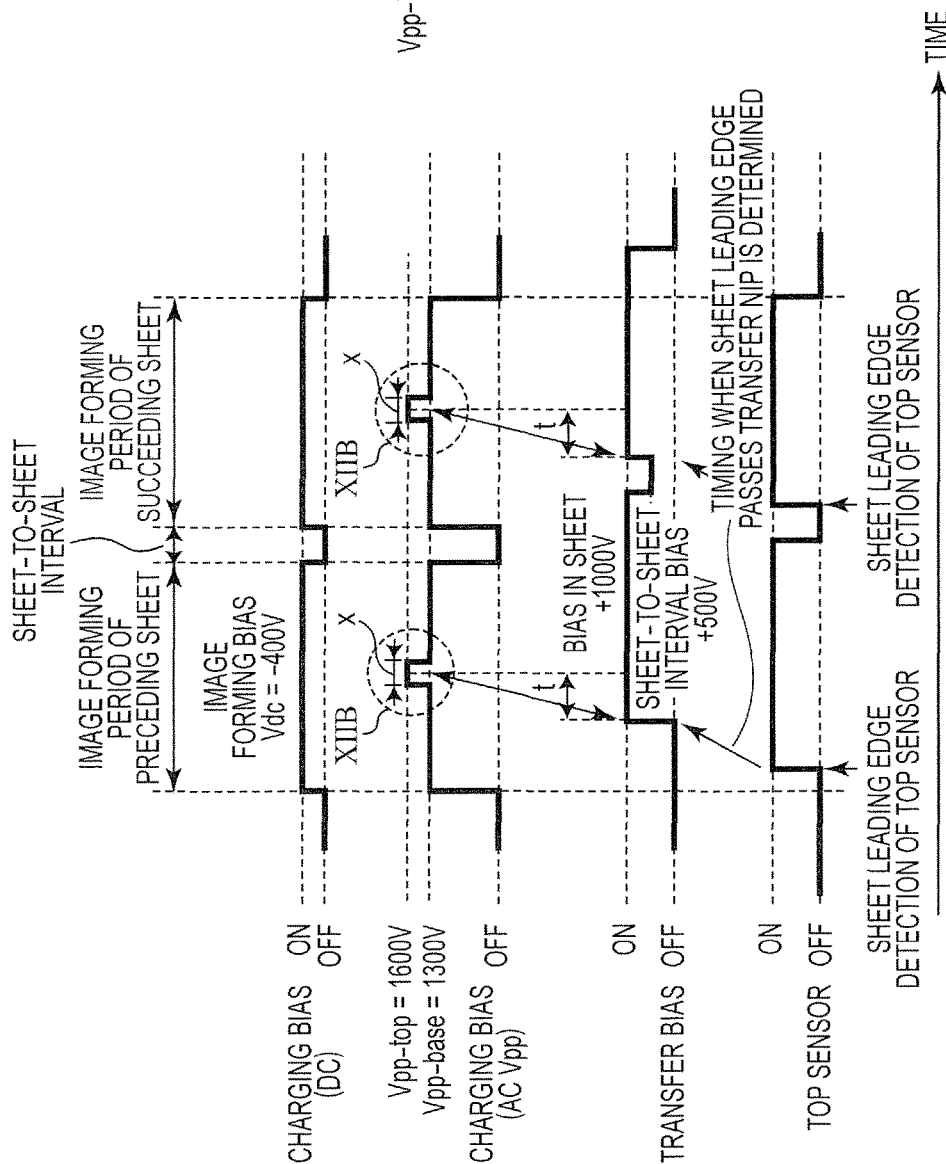 SHEET-TO-SHEET
INTERVAL
IMAGE FORMING
PERIOD OF
PRECEDING SHEET
IMAGE FORMING
PERIOD OF
SUCCEEDING SHEET
CHARGING BIAS
(DC)
ON
OFF
IMAGE
FORMING BIAS
Vdc = -400V
Vpp-top = 1600V
Vpp-base = 1300V
CHARGING BIAS
(AC Vpp)
OFF
XIIB
x
XIIB
x
Vpp-
t
t
BIAS IN SHEET
+1000V
SHEET-TO-SHEET
INTERVAL BIAS
+500V
TRANSFER BIAS
ON
OFF
TIMING WHEN SHEET LEADING EDGE
PASSES TRANSFER NIP IS DETERMINED
TOP SENSOR
ON
OFF
SHEET LEADING EDGE
DETECTION OF TOP SENSOR
SHEET LEADING EDGE
DETECTION OF TOP SENSOR
TIME